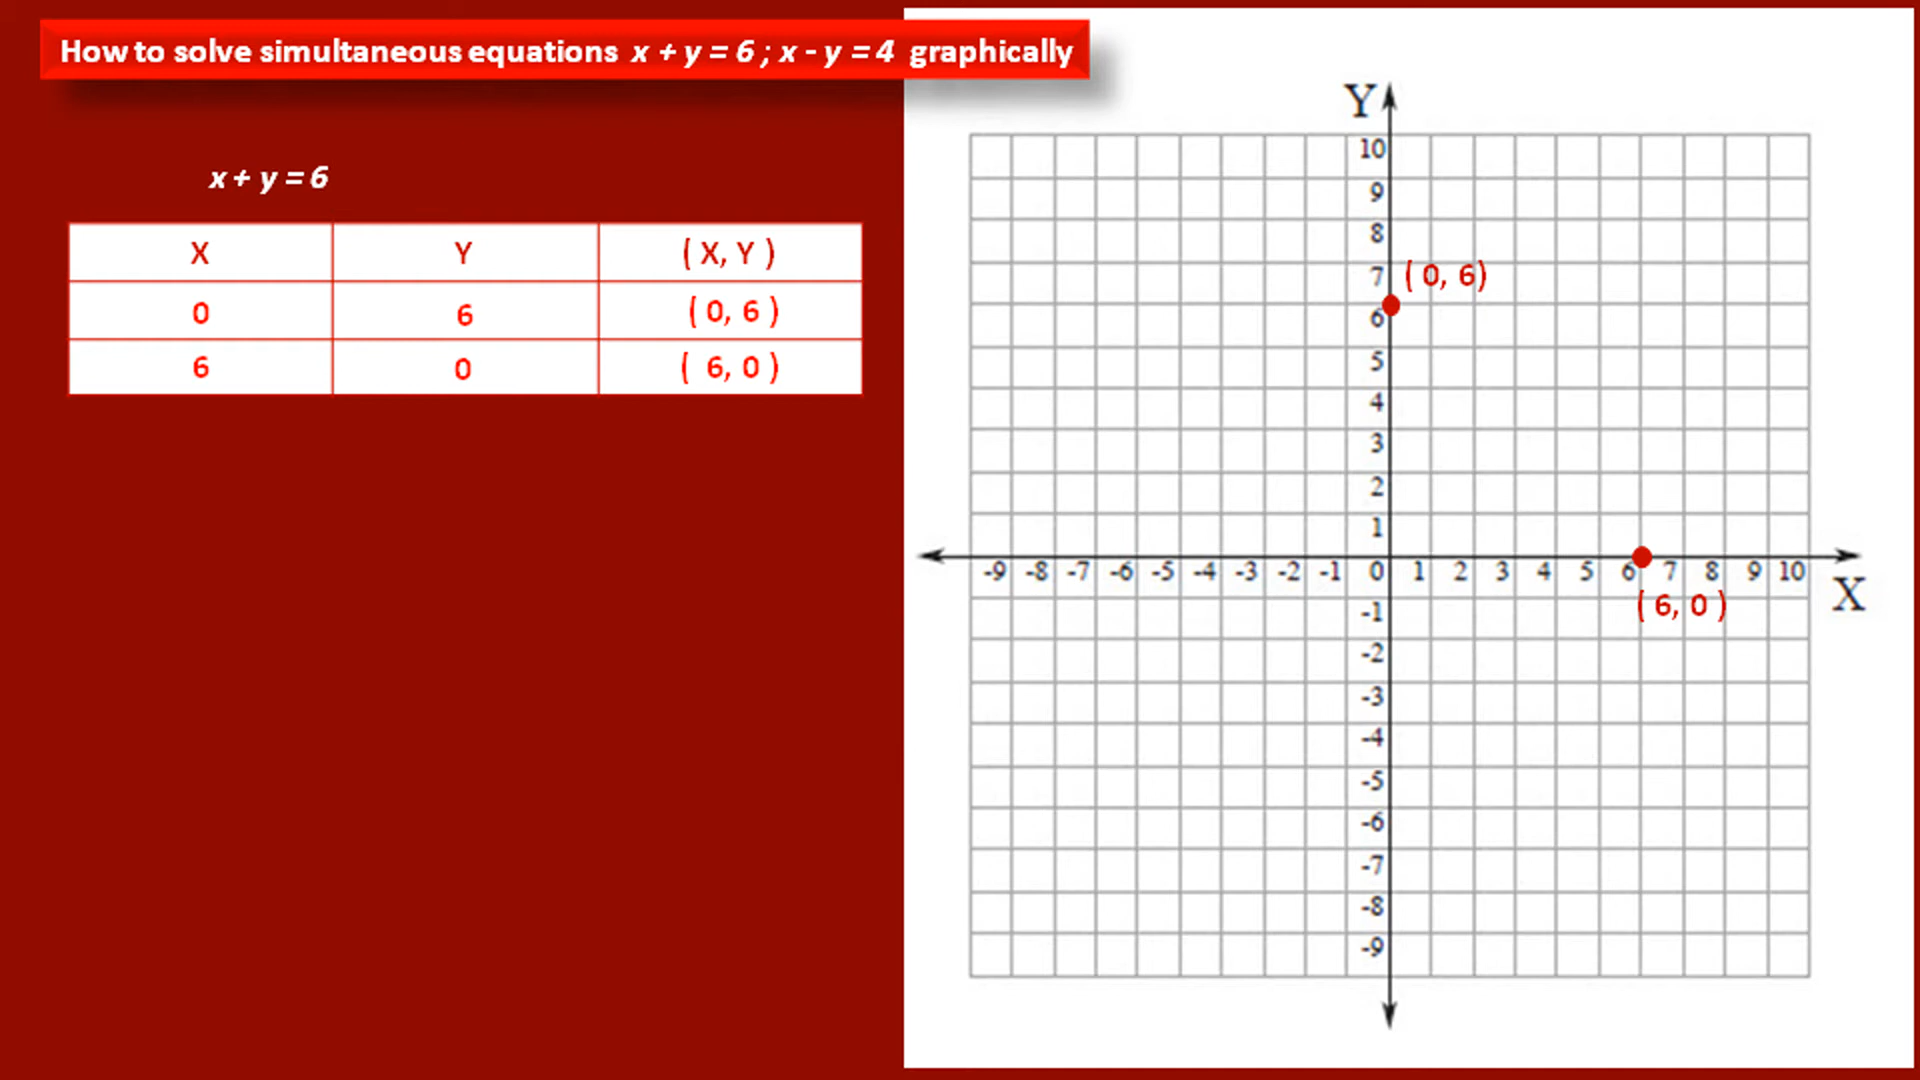 How to solve simultaneous equations x + y = 6 ; x - y = 4 graphically
x + y = 6
X Y ( X, Y )
0 6 ( 0, 6 )
6 0 ( 6, 0 )
Y
10
9
8
7 ( 0, 6)
6
5
4
3
2
1
-9 -8 -7 -6 -5 -4 -3 -2 -1 0 1 2 3 4 5 6 7 8 9 10 X
-1 ( 6, 0 )
-2
-3
-4
-5
-6
-7
-8
-9